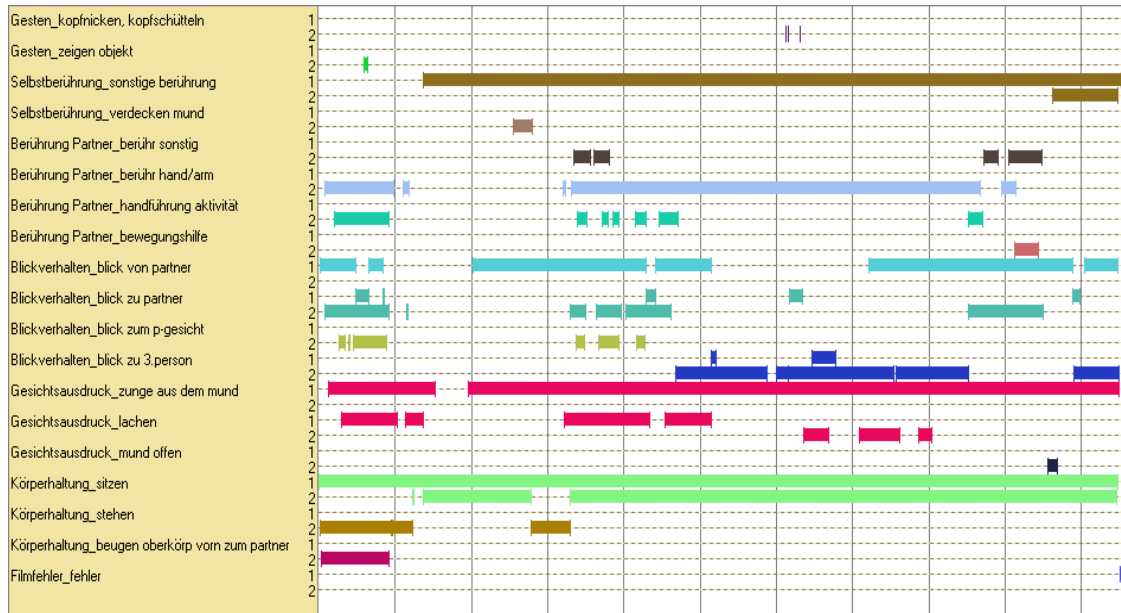 Gesten_kopfnicken, kopfschütteln 1
2
Gesten_zeigen objekt 1
2
Selbstberührung_sonstige berührung 1
2
Selbstberührung_verdecken mund 1
2
Berührung Partner_berühr sonstig 1
2
Berührung Partner_berühr hand/arm 1
2
Berührung Partner_handführung aktivität 1
2
Berührung Partner_bewegungshilfe 1
2
Blickverhalten_blick von partner 1
2
Blickverhalten_blick zu partner 1
2
Blickverhalten_blick zum p-gesicht 1
2
Blickverhalten_blick zu 3.person 1
2
Gesichtsausdruck_zunge aus dem mund 1
2
Gesichtsausdruck_lachen 1
2
Gesichtsausdruck_mund offen 1
2
Körperhaltung_sitzen 1
2
Körperhaltung_stehen 1
2
Körperhaltung_beugen oberkörp vorn zum partner 1
2
Filmfehler_fehler 1
2